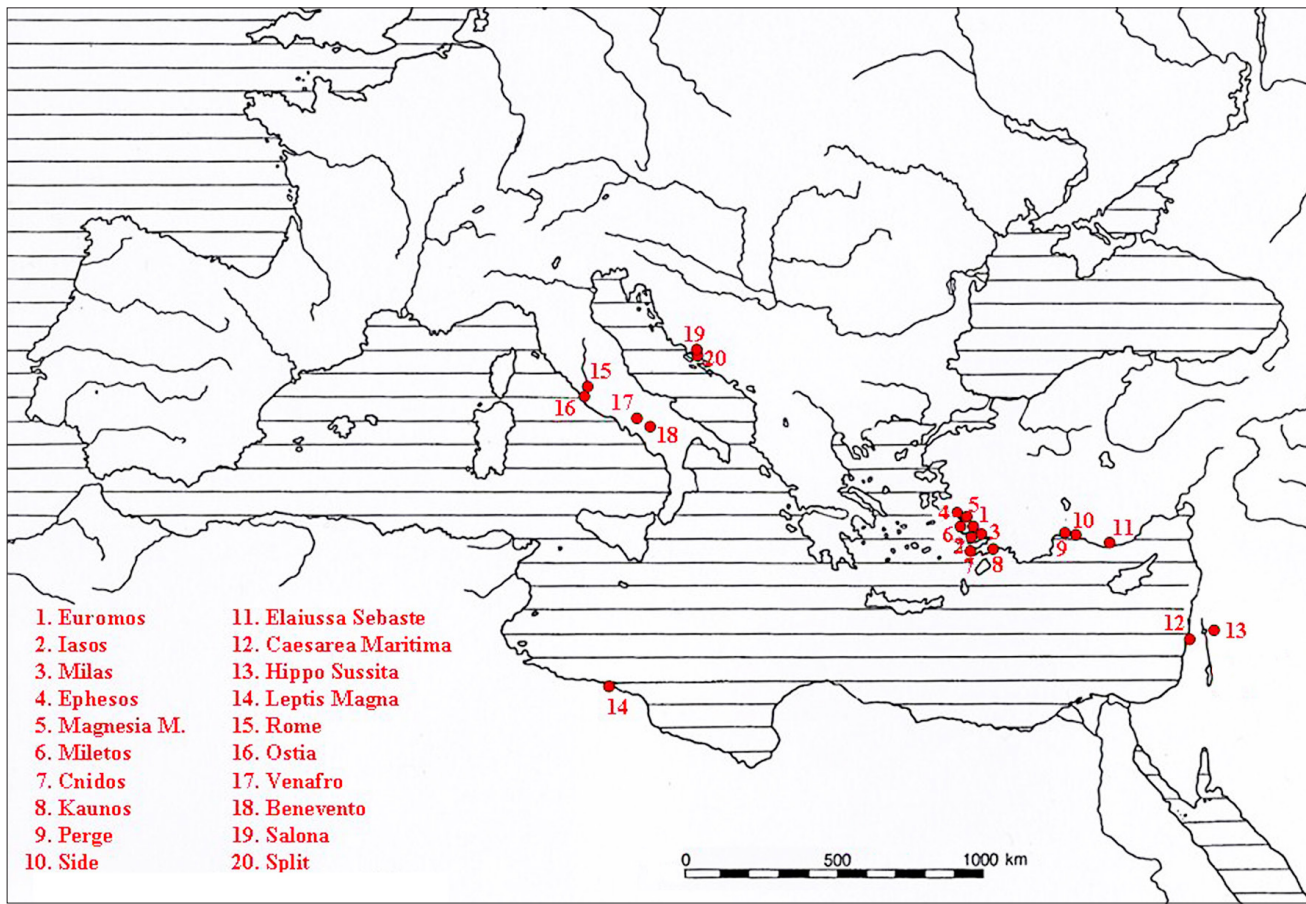 19
20
15
16
17
18
4
5
1
6
3
2
7
8
9
10
11
12
13
14
1. Euromos
2. Iasos
3. Milas
4. Ephesos
5. Magnesia M.
6. Miletos
7. Cnidos
8. Kaunos
9. Perge
10. Side
11. Elaiussa Sebaste
12. Caesarea Maritima
13. Hippo Sussita
14. Leptis Magna
15. Rome
16. Ostia
17. Venafro
18. Benevento
19. Salona
20. Split
0 500 1000 km